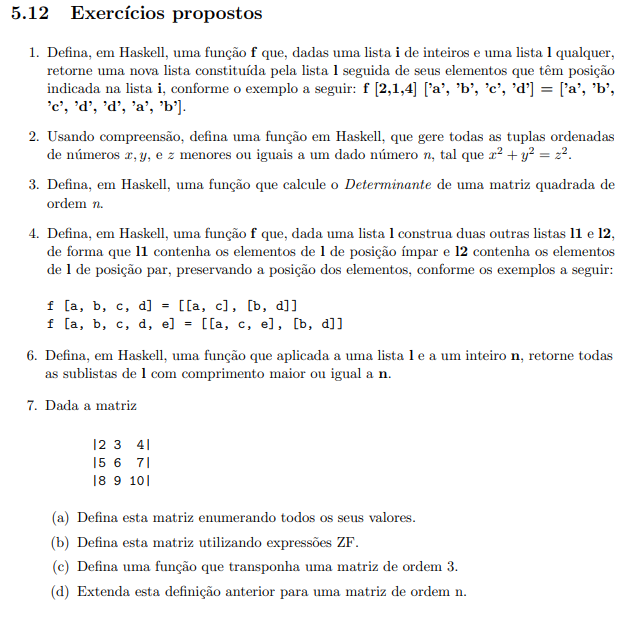 5.12 Exercícios propostos
1. Defina, em Haskell, uma função f que, dadas uma lista i de inteiros e uma lista l qualquer,
retorne uma nova lista constituída pela lista l seguida de seus elementos que têm posição
indicada na lista i, conforme o exemplo a seguir: f [2,1,4] ['a', 'b', 'c', 'd'] = ['a', 'b',
'c', 'd', 'd', 'a', 'b'].
2. Usando compreensão, defina uma função em Haskell, que gere todas as tuplas ordenadas
de números x, y, e z menores ou iguais a um dado número n, tal que x² + y² = z².
3. Defina, em Haskell, uma função que calcule o Determinante de uma matriz quadrada de
ordem n.
4. Defina, em Haskell, uma função f que, dada uma lista l construa duas outras listas l1 e l2,
de forma que l1 contenha os elementos de l de posição ímpar e l2 contenha os elementos
de l de posição par, preservando a posição dos elementos, conforme os exemplos a seguir:
f [a, b, c, d] = [[a, c], [b, d]]
f [a, b, c, d, e] = [[a, c, e], [b, d]]
6. Defina, em Haskell, uma função que aplicada a uma lista l e a um inteiro n, retorne todas
as sublistas de l com comprimento maior ou igual a n.
7. Dada a matriz
|2 3 4|
|5 6 7|
|8 9 10|
(a) Defina esta matriz enumerando todos os seus valores.
(b) Defina esta matriz utilizando expressões ZF.
(c) Defina uma função que transponha uma matriz de ordem 3.
(d) Extenda esta definição anterior para uma matriz de ordem n.